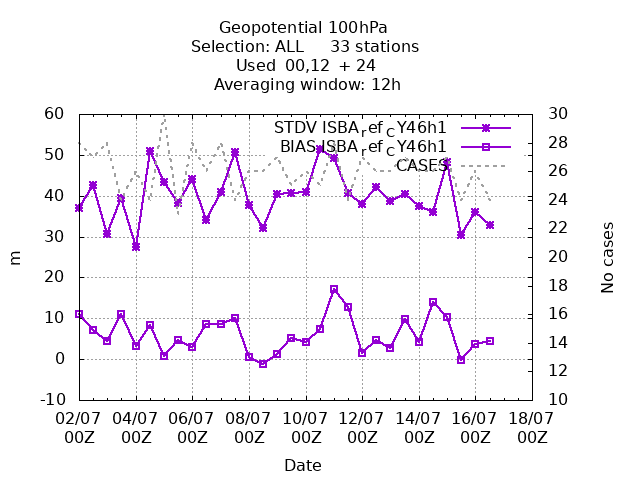 Geopotential 100hPa
Selection: ALL 33 stations
Used 00,12 + 24
Averaging window: 12h
STDV ISBA_ref_CY46h1
BIAS ISBA_ref_CY46h1
CASES
60
50
40
30
20
10
0
-10
m
30
28
26
24
22
20
18
16
14
12
10
No cases
02/07 04/07 06/07 08/07 10/07 12/07 14/07 16/07 18/07
00Z 00Z 00Z 00Z 00Z 00Z 00Z 00Z 00Z
Date